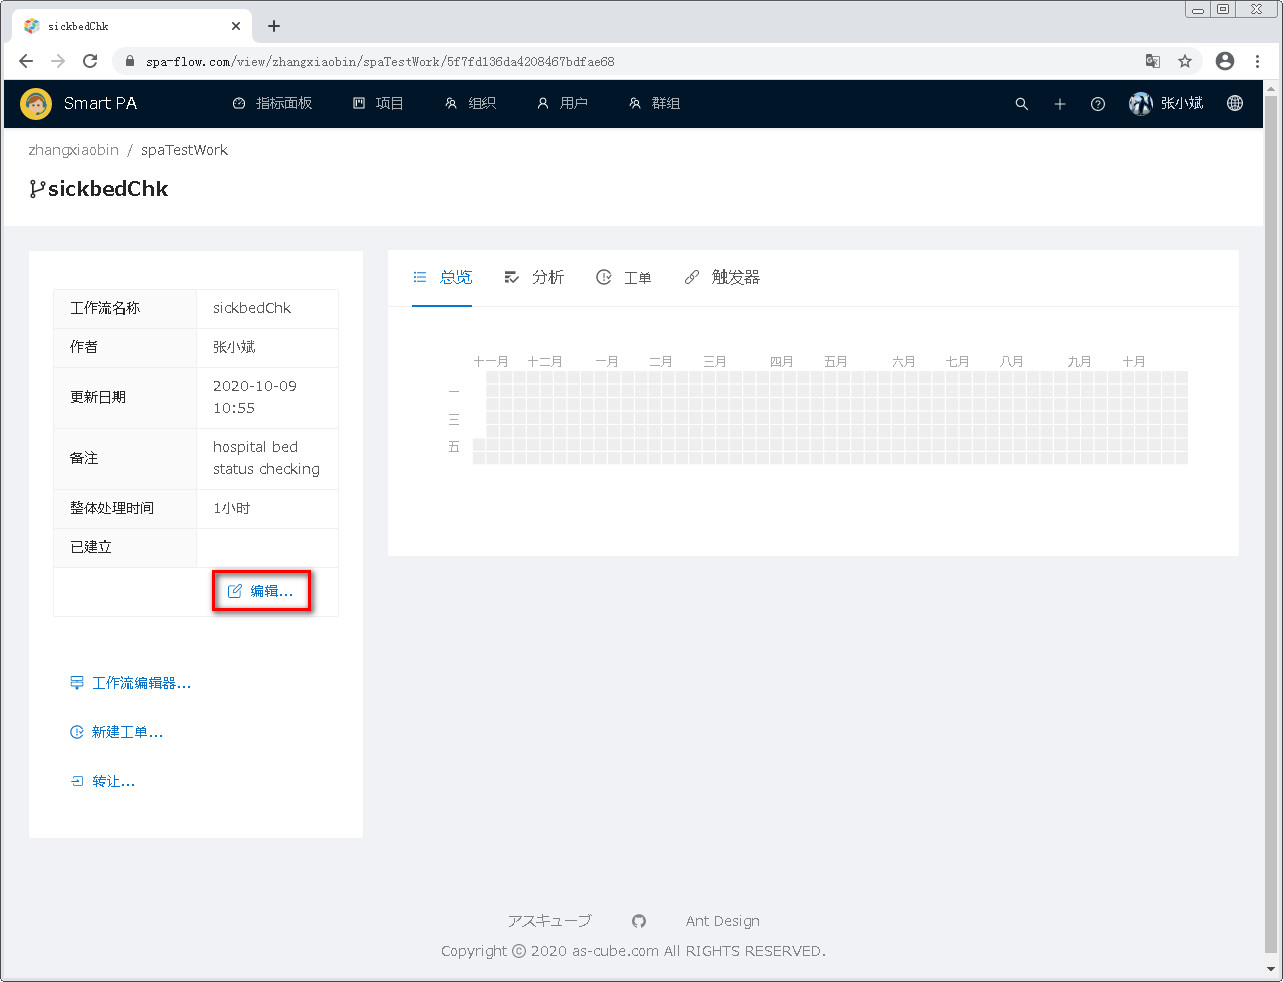 sickbedChk
spa-flow.com/view/zhangxiaobin/spaTestWork/5f7fd136da4208467bdfae68
Smart PA 指标面板 项目 组织 用户 群组 张小斌
zhangxiaobin / spaTestWork
sickbedChk
工作流名称 sickbedChk
作者 张小斌
更新日期 2020-10-09 10:55
备注 hospital bed
status checking
整体处理时间 1小时
已建立
编辑...
工作流编辑器...
新建工单...
转让...
总览 分析 工单 触发器
十一月 十二月 一月 二月 三月 四月 五月 六月 七月 八月 九月 十月
一
三
五
アスキューブ Ant Design
Copyright © 2020 as-cube.com All RIGHTS RESERVED.